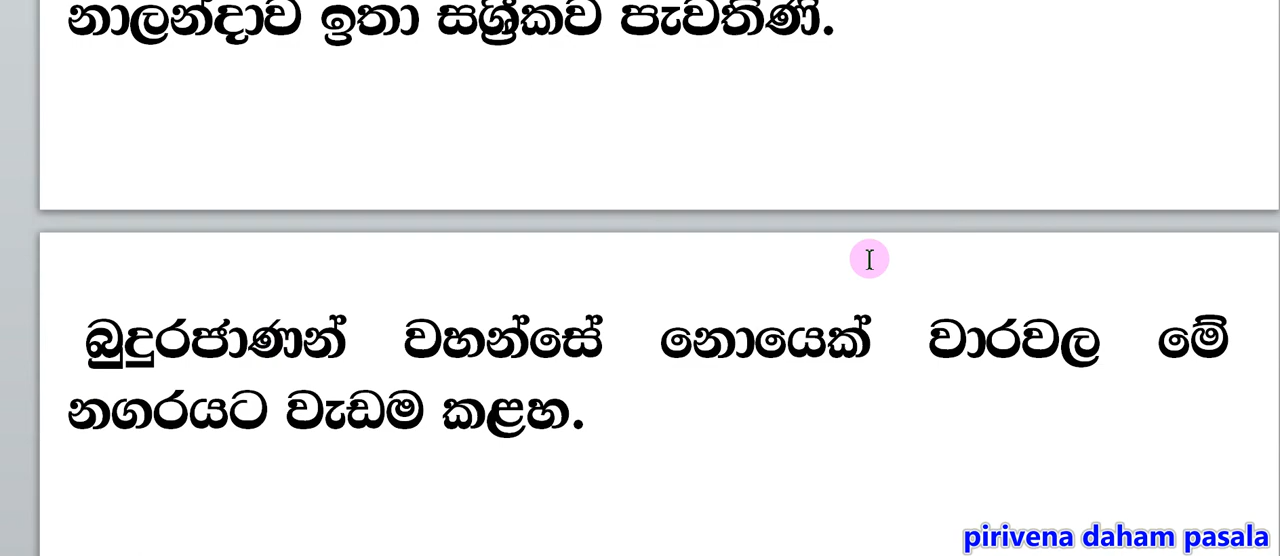 නාලන්දාව ඉතා සශ්‍රීකව පැවතිණි.
බුදුරජාණන් වහන්සේ නොයෙක් වාරවල මේ
නගරයට වැඩම කළහ.
pirivena daham pasala